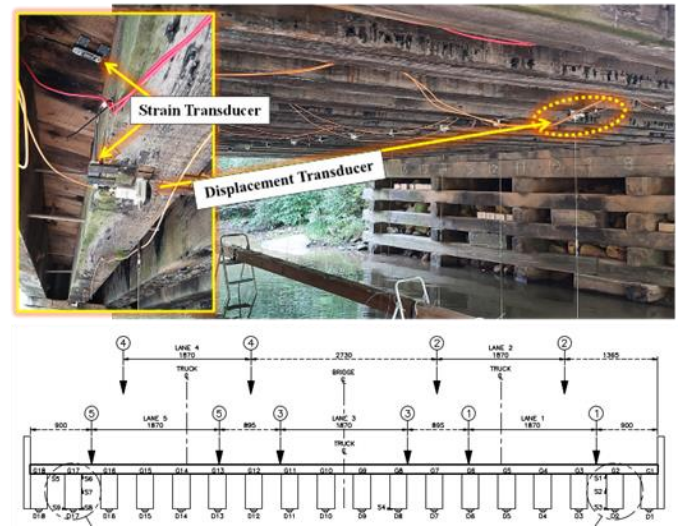 Strain Transducer
Displacement Transducer
④ ④ ② ②
LANE 4 LANE 2
1870 2730 1870 1365
TRUCK BRIDGE TRUCK
℄ ℄ ℄
⑤ ⑤ ③ ③ ① ①
LANE 5 LANE 3 LANE 1
900 1870 895 1870 895 1870 900
TRUCK
℄
G18 G17 G16 G15 G14 G13 G12 G11 G10 G9 G8 G7 G6 G5 G4 G3 G2 G1
S5 S6 S1
S7 S2
S9 S8 S4 S3
D18 D17 D16 D15 D14 D13 D12 D11 D10 D9 D8 D7 D6 D5 D4 D3 D2 D1